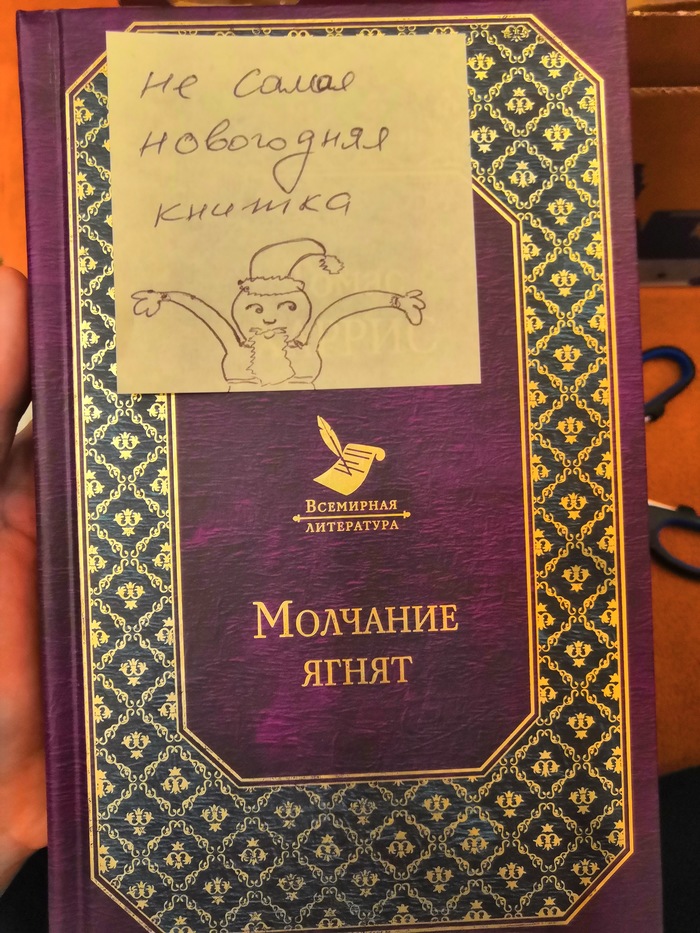 не самая
новогодняя
книжка
Всемирная
литература
Молчание
ягнят